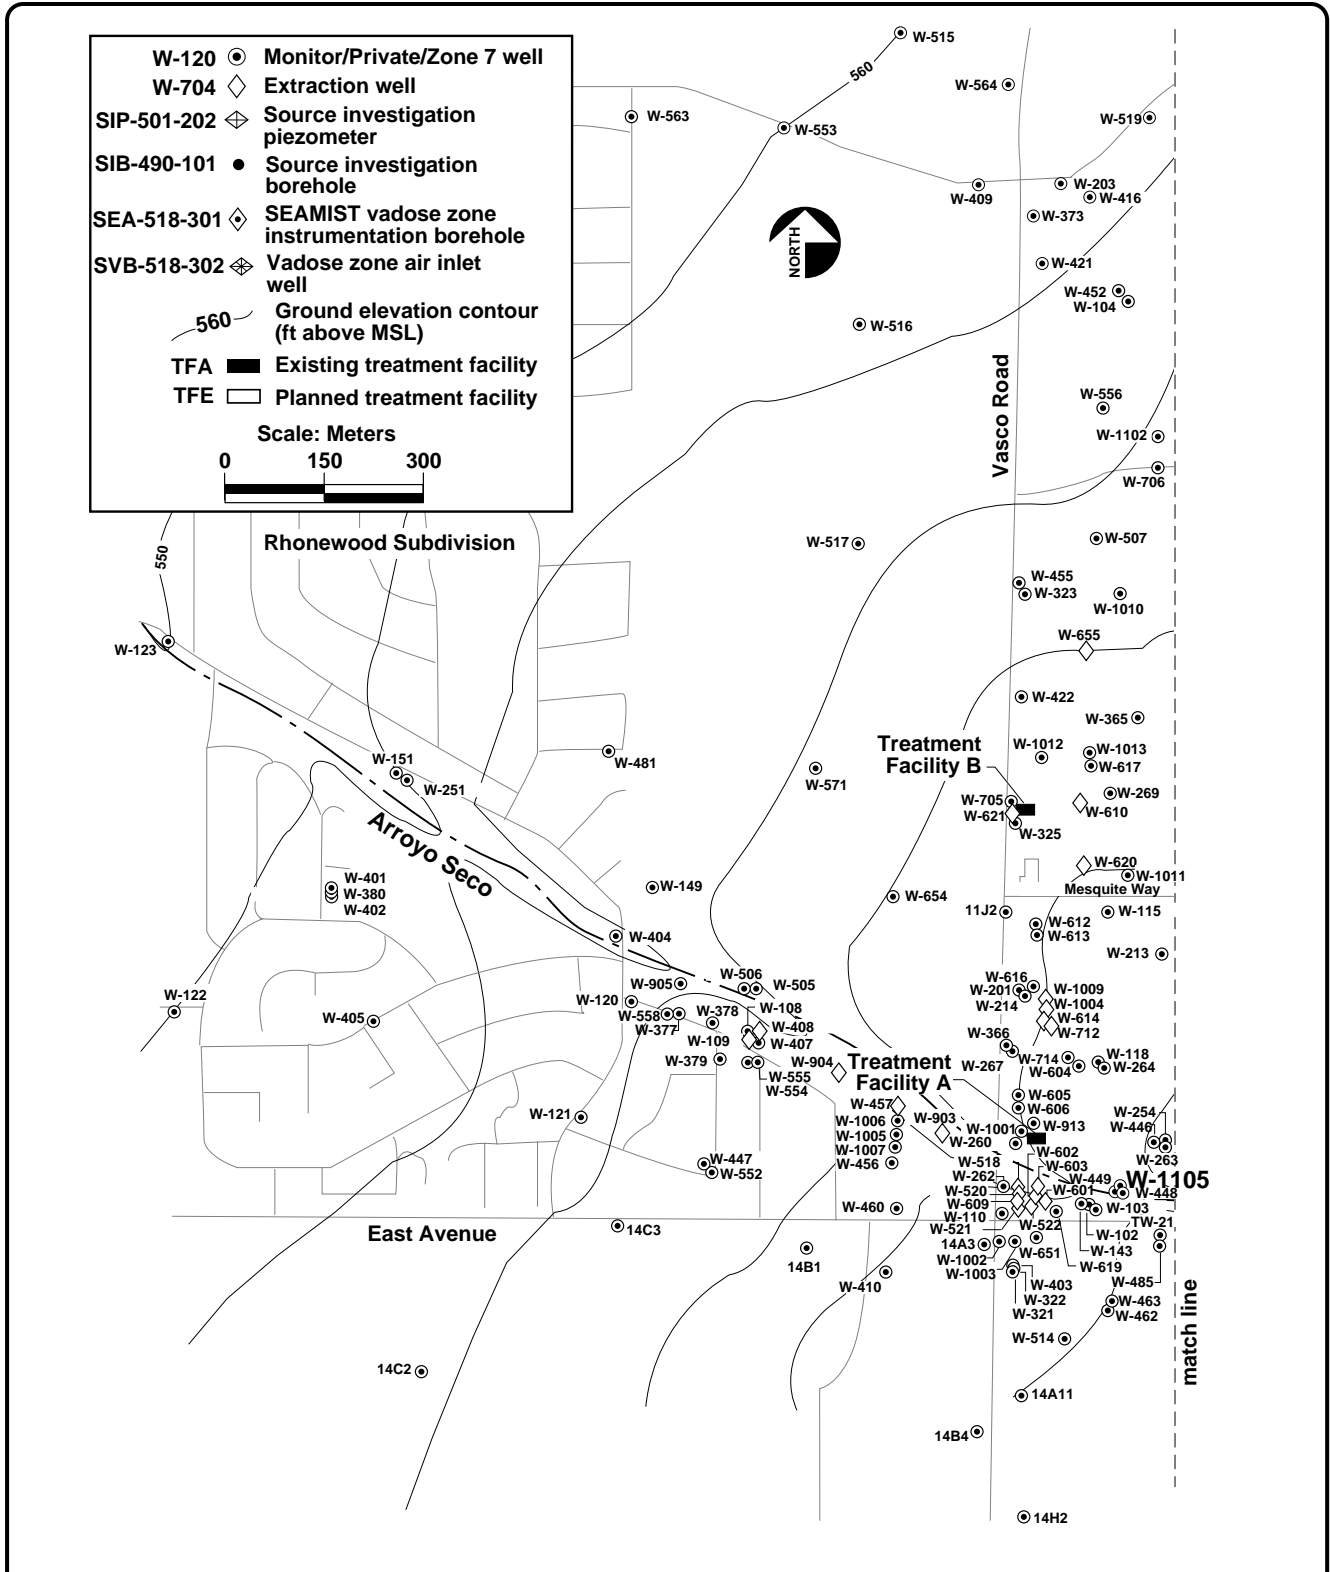 W-120 Monitor/Private/Zone 7 well
W-704 Extraction well
SIP-501-202 Source investigation
piezometer
SIB-490-101 Source investigation
borehole
SEA-518-301 SEAMIST vadose zone
instrumentation borehole
SVB-518-302 Vadose zone air inlet
well
560 Ground elevation contour
(ft above MSL)
TFA Existing treatment facility
TFE Planned treatment facility
Scale: Meters
0 150 300
W-515
560
W-564
W-563
W-519
W-553
W-203
W-409
W-416
W-373
NORTH
W-421
W-452
W-104
W-516
Vasco Road
W-556
W-1102
W-706
Rhonewood Subdivision
550
W-517
W-507
W-455
W-323
W-1010
W-123
W-655
W-422
W-365
Treatment
Facility B
W-1012
W-1013
W-617
W-151
W-481
W-571
W-251
W-269
W-705
W-610
W-621
W-325
Arroyo Seco
W-620
W-401
W-380
W-402
W-149
W-1011
Mesquite Way
W-654
11J2
W-115
W-612
W-613
W-404
W-213
W-506
W-505
W-905
W-616
W-201
W-214
W-1009
W-1004
W-614
W-712
W-122
W-120
W-405
W-558
W-377
W-378
W-108
W-408
W-407
W-109
W-366
W-379
W-904
Treatment
Facility A
W-267
W-714
W-604
W-118
W-264
W-555
W-554
W-605
W-606
W-457
W-121
W-1006
W-903
W-1001
W-913
W-254
W-446
W-1005
W-260
W-1007
W-602
W-263
W-447
W-456
W-518
W-603
W-552
W-262
W-449
W-1105
W-520
W-601
W-448
W-609
W-460
W-110
W-103
W-521
W-522
W-102
TW-21
East Avenue
14C3
14A3
W-651
W-143
14B1
W-1002
W-619
W-1003
W-403
W-485
W-410
W-322
W-463
W-321
W-462
W-514
match line
14C2
14A11
14B4
14H2